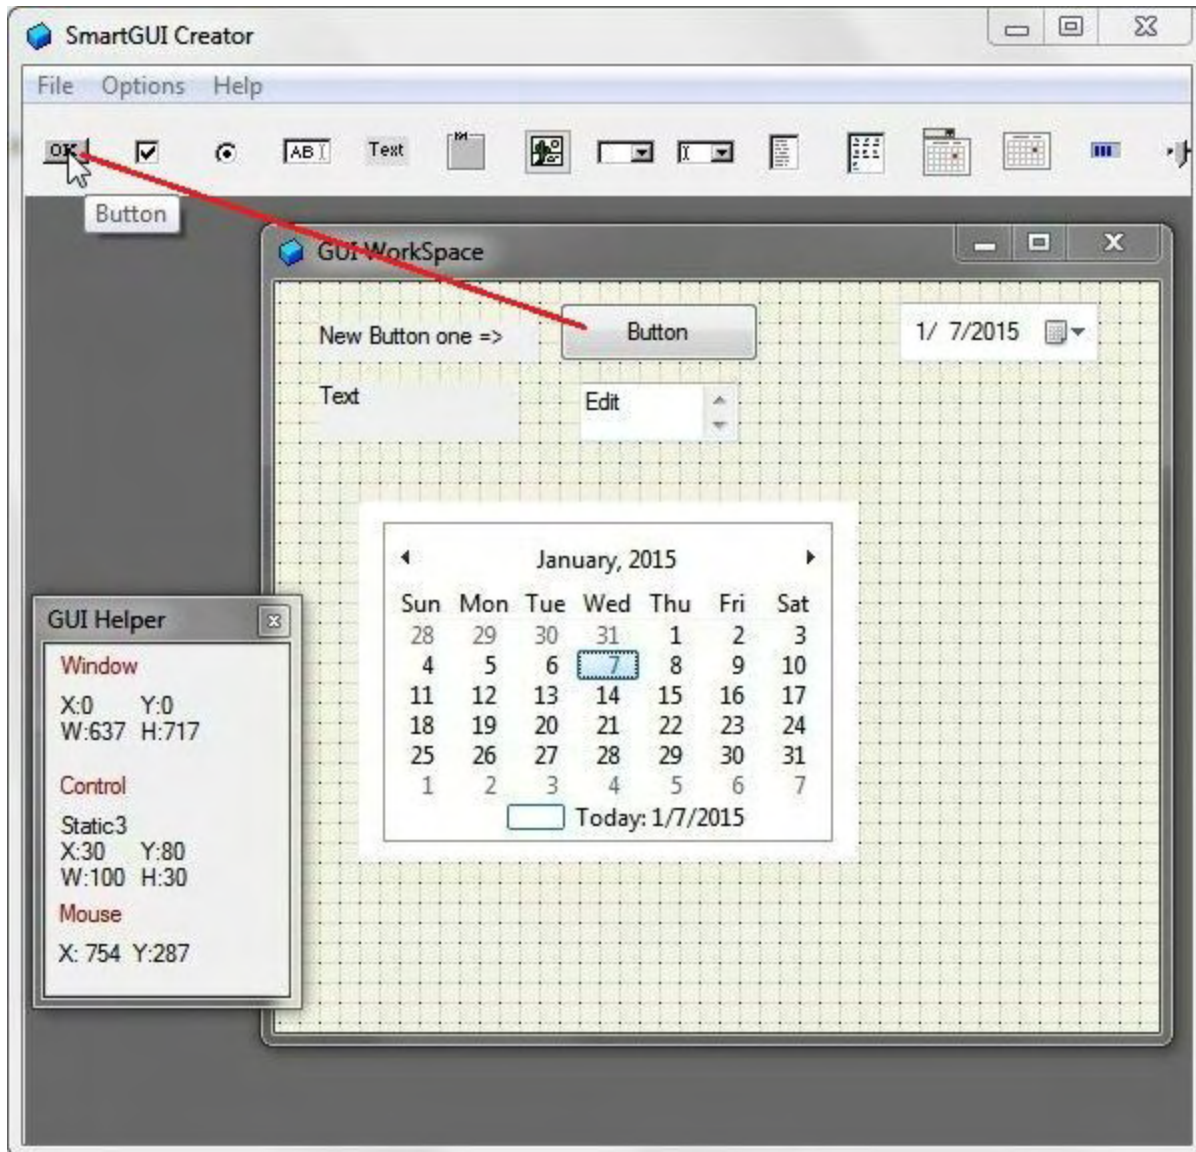 SmartGUI Creator
File Options Help
OK AB Text
Button
GUI WorkSpace
New Button one => Button 1/ 7/2015
Text Edit
January, 2015
Sun Mon Tue Wed Thu Fri Sat
28 29 30 31 1 2 3
4 5 6 7 8 9 10
11 12 13 14 15 16 17
18 19 20 21 22 23 24
25 26 27 28 29 30 31
1 2 3 4 5 6 7
Today: 1/7/2015
GUI Helper
Window
X:0 Y:0
W:637 H:717
Control
Static3
X:30 Y:80
W:100 H:30
Mouse
X: 754 Y:287